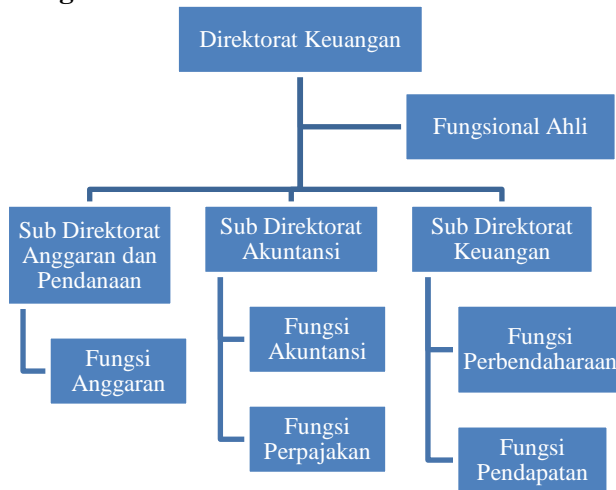 Direktorat Keuangan
Fungsional Ahli
Sub Direktorat
Anggaran dan
Pendanaan
Sub Direktorat
Akuntansi
Sub Direktorat
Keuangan
Fungsi
Anggaran
Fungsi
Akuntansi
Fungsi
Perpajakan
Fungsi
Perbendaharaan
Fungsi
Pendapatan